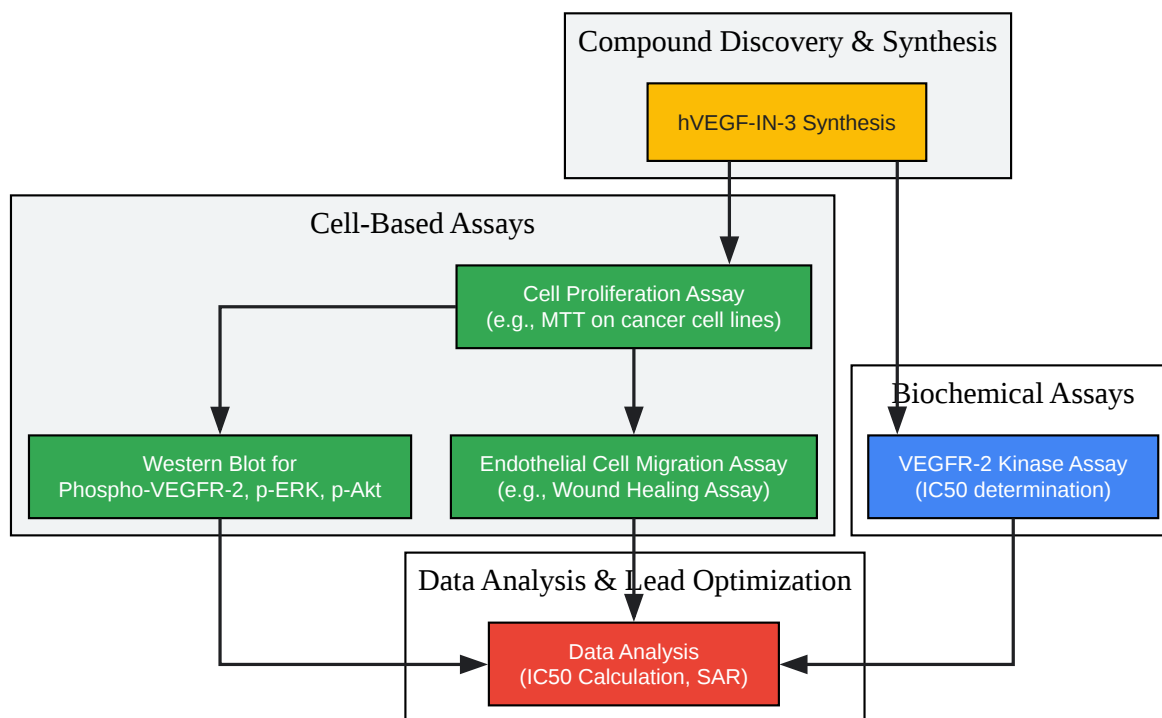 Compound Discovery & Synthesis
hVEGF-IN-3 Synthesis
Cell-Based Assays
Cell Proliferation Assay
(e.g., MTT on cancer cell lines)
Biochemical Assays
Western Blot for
Phospho-VEGFR-2, p-ERK, p-Akt
Endothelial Cell Migration Assay
(e.g., Wound Healing Assay)
VEGFR-2 Kinase Assay
(IC50 determination)
Data Analysis & Lead Optimization
Data Analysis
(IC50 Calculation, SAR)